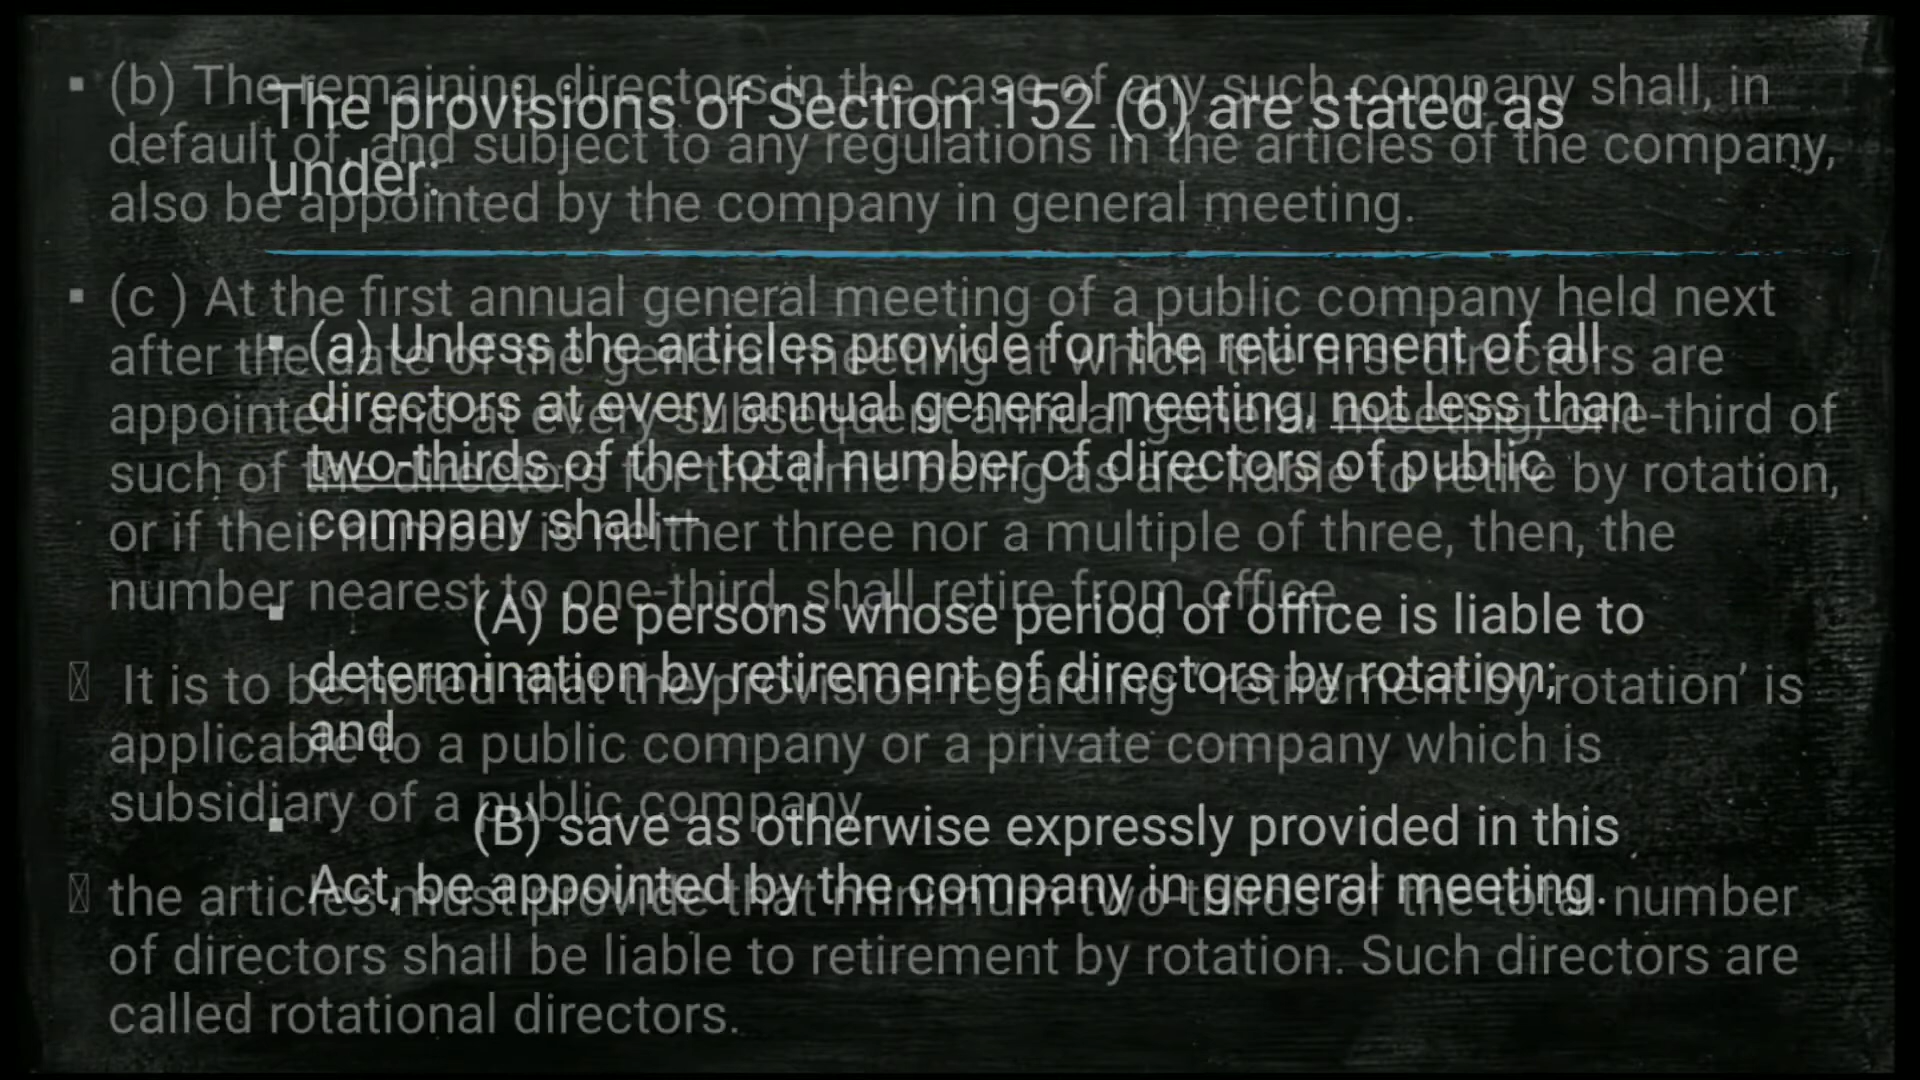 The provisions of Section 152 (6) are stated as
under:
▪ (a) Unless the articles provide for the retirement of all
directors at every annual general meeting, not less than
two-thirds of the total number of directors of public
company shall—
▪ (A) be persons whose period of office is liable to
determination by retirement of directors by rotation;
and
▪ (B) save as otherwise expressly provided in this
Act, be appointed by the company in general meeting.
▪ (b) The remaining directors in the case of any such company shall, in
default of, and subject to any regulations in the articles of the company,
also be appointed by the company in general meeting.
▪ (c ) At the first annual general meeting of a public company held next
after the date of the general meeting at which the first directors are
appointed and at every subsequent annual general meeting, one-third of
such of the directors for the time being as are liable to retire by rotation,
or if their number is neither three nor a multiple of three, then, the
number nearest to one-third, shall retire from office.
It is to be noted that the provision regarding ‘retirement by rotation’ is
applicable to a public company or a private company which is
subsidiary of a public company.
the articles must provide that minimum two-thirds of the total number
of directors shall be liable to retirement by rotation. Such directors are
called rotational directors.